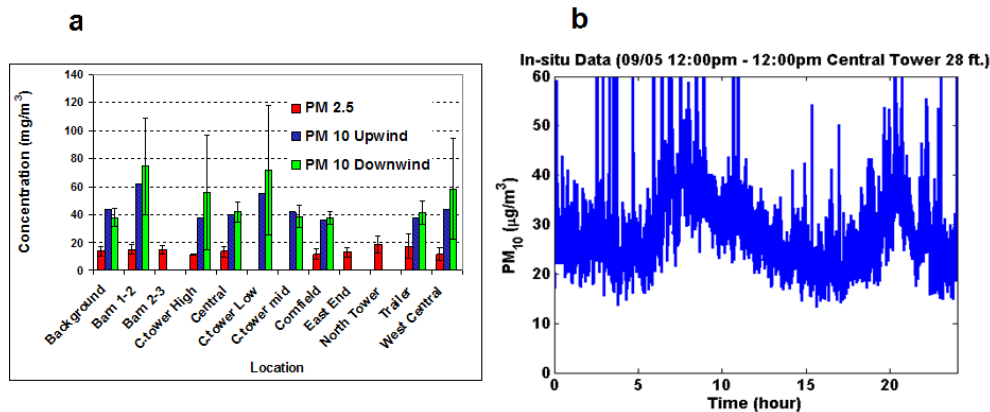 a
Concentration (mg/m³)
140
120
100
80
60
40
20
0
PM 2.5
PM 10 Upwind
PM 10 Downwind
Background
Barn 1-2
Barn 2-3
C-tower High
Central
C.tower Low
C.tower mid
Cornfield
East End
North Tower
Trailer
West Central
Location
b
In-situ Data (09/05 12:00pm - 12:00pm Central Tower 28 ft.)
PM₁₀ (μg/m³)
60
50
40
30
20
10
0
0 5 10 15 20
Time (hour)